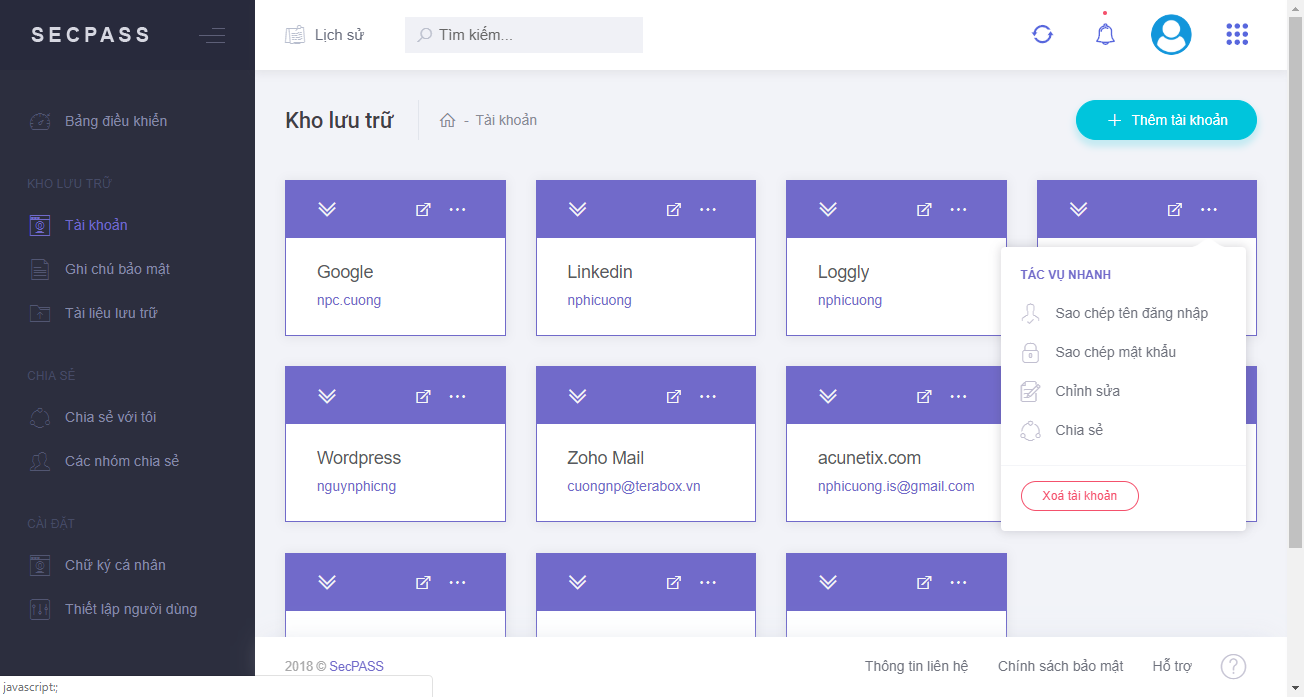 SECPASS
Lịch sử
Tìm kiếm...
Bảng điều khiển
KHO LƯU TRỮ
Tài khoản
Ghi chú bảo mật
Tài liệu lưu trữ
CHIA SẺ
Chia sẻ với tôi
Các nhóm chia sẻ
CÀI ĐẶT
Chữ ký cá nhân
Thiết lập người dùng
Kho lưu trữ
- Tài khoản
Thêm tài khoản
Google
npc.cuong
Linkedin
nphicuong
Loggly
nphicuong
TÁC VỤ NHANH
Sao chép tên đăng nhập
Sao chép mật khẩu
Chỉnh sửa
Chia sẻ
Xoá tài khoản
Wordpress
nguynphicng
Zoho Mail
cuongnp@terabox.vn
acunetix.com
nphicuong.is@gmail.com
2018 © SecPASS
Thông tin liên hệ
Chính sách bảo mật
Hỗ trợ
?
javascript:;